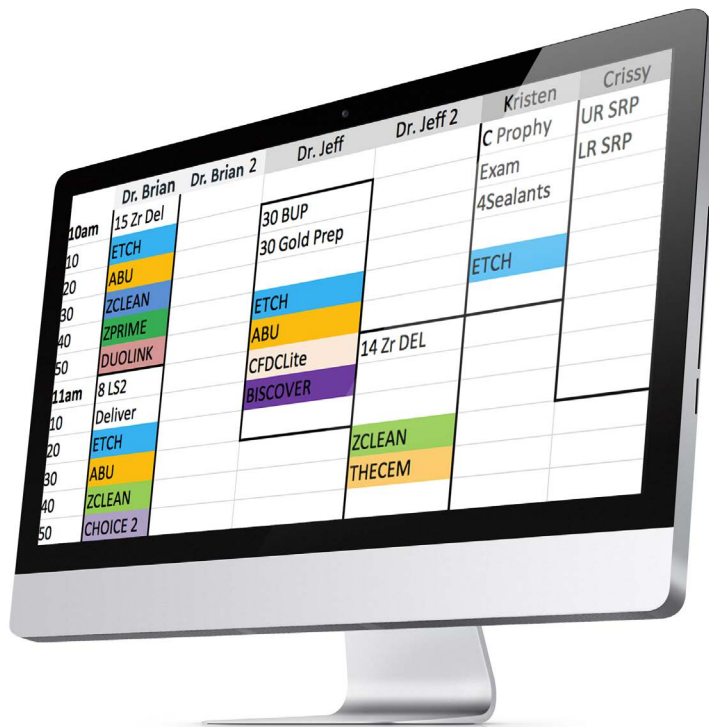 Dr. Brian
Dr. Brian 2
Dr. Jeff
Dr. Jeff 2
Kristen
Crissy
10am
10
20
30
40
50
11am
10
20
30
40
50
15 Zr Del
ETCH
ABU
ZCLEAN
ZPRIME
DUOLINK
8 LS2
Deliver
ETCH
ABU
ZCLEAN
CHOICE 2
30 BUP
30 Gold Prep
ETCH
ABU
CFDCLite
BISCOVER
14 Zr DEL
ZCLEAN
THECEM
C Prophy
Exam
4Sealants
ETCH
UR SRP
LR SRP